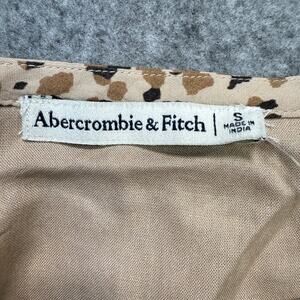 Abercrombie & Fitch
S
MADE IN
INDIA